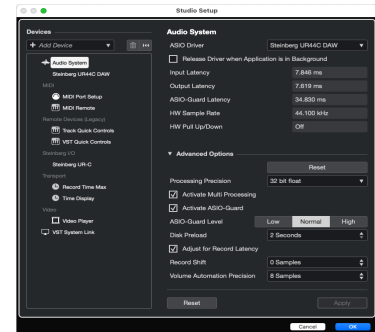 Studio Setup
Devices
+ Add Device
Audio System
Steinberg UR44C DAW
MIDI
MIDI Port Setup
MIDI Remote
Remote Devices (Legacy)
Track Quick Controls
VST Quick Controls
Steinberg I/O
Steinberg UR-C
Transport
Record Time Max
Time Display
Video
Video Player
VST System Link
Audio System
ASIO Driver Steinberg UR44C DAW
Release Driver when Application is in Background
Input Latency 7.846 ms
Output Latency 7.619 ms
ASIO-Guard Latency 34.830 ms
HW Sample Rate 44.100 kHz
HW Pull Up/Down Off
Advanced Options
Reset
Processing Precision 32 bit float
Activate Multi Processing
Activate ASIO-Guard
ASIO-Guard Level Low Normal High
Disk Preload 2 Seconds
Adjust for Record Latency
Record Shift 0 Samples
Volume Automation Precision 8 Samples
Reset Apply
Cancel OK